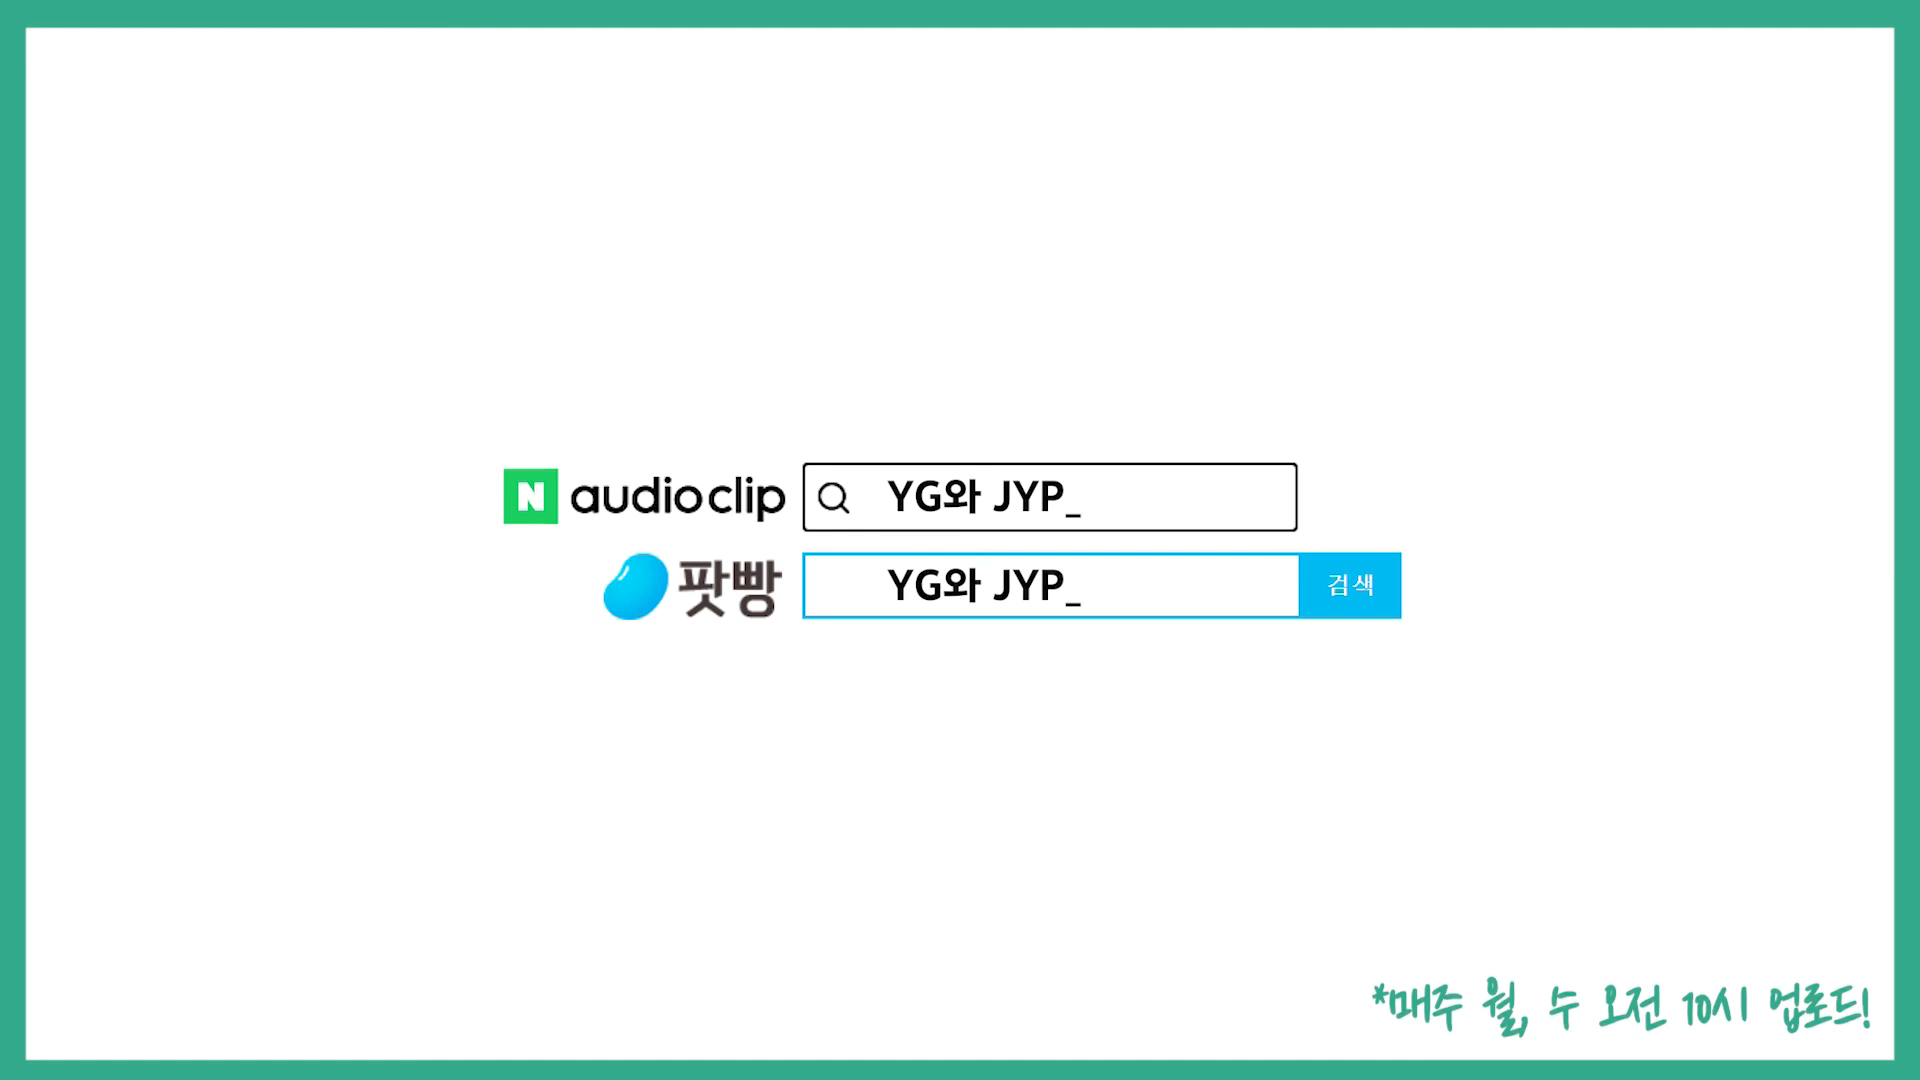 N audioclip YG와 JYP_
팟빵 YG와 JYP_ 검색
*매주 월, 수 오전 10시 업로드!